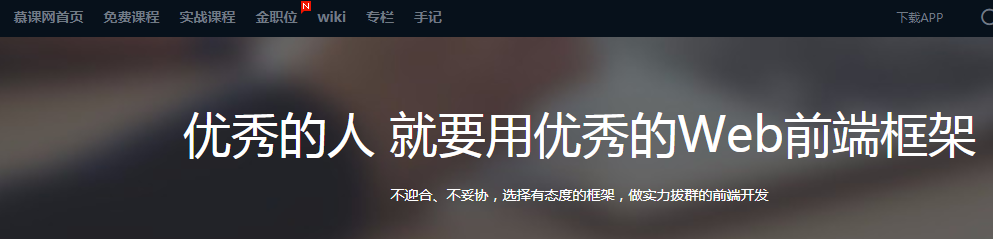 慕课网首页 免费课程 实战课程 金职位 N wiki 专栏 手记 下载APP
优秀的人 就要用优秀的Web前端框架
不迎合、不妥协，选择有态度的框架，做实力拔群的前端开发